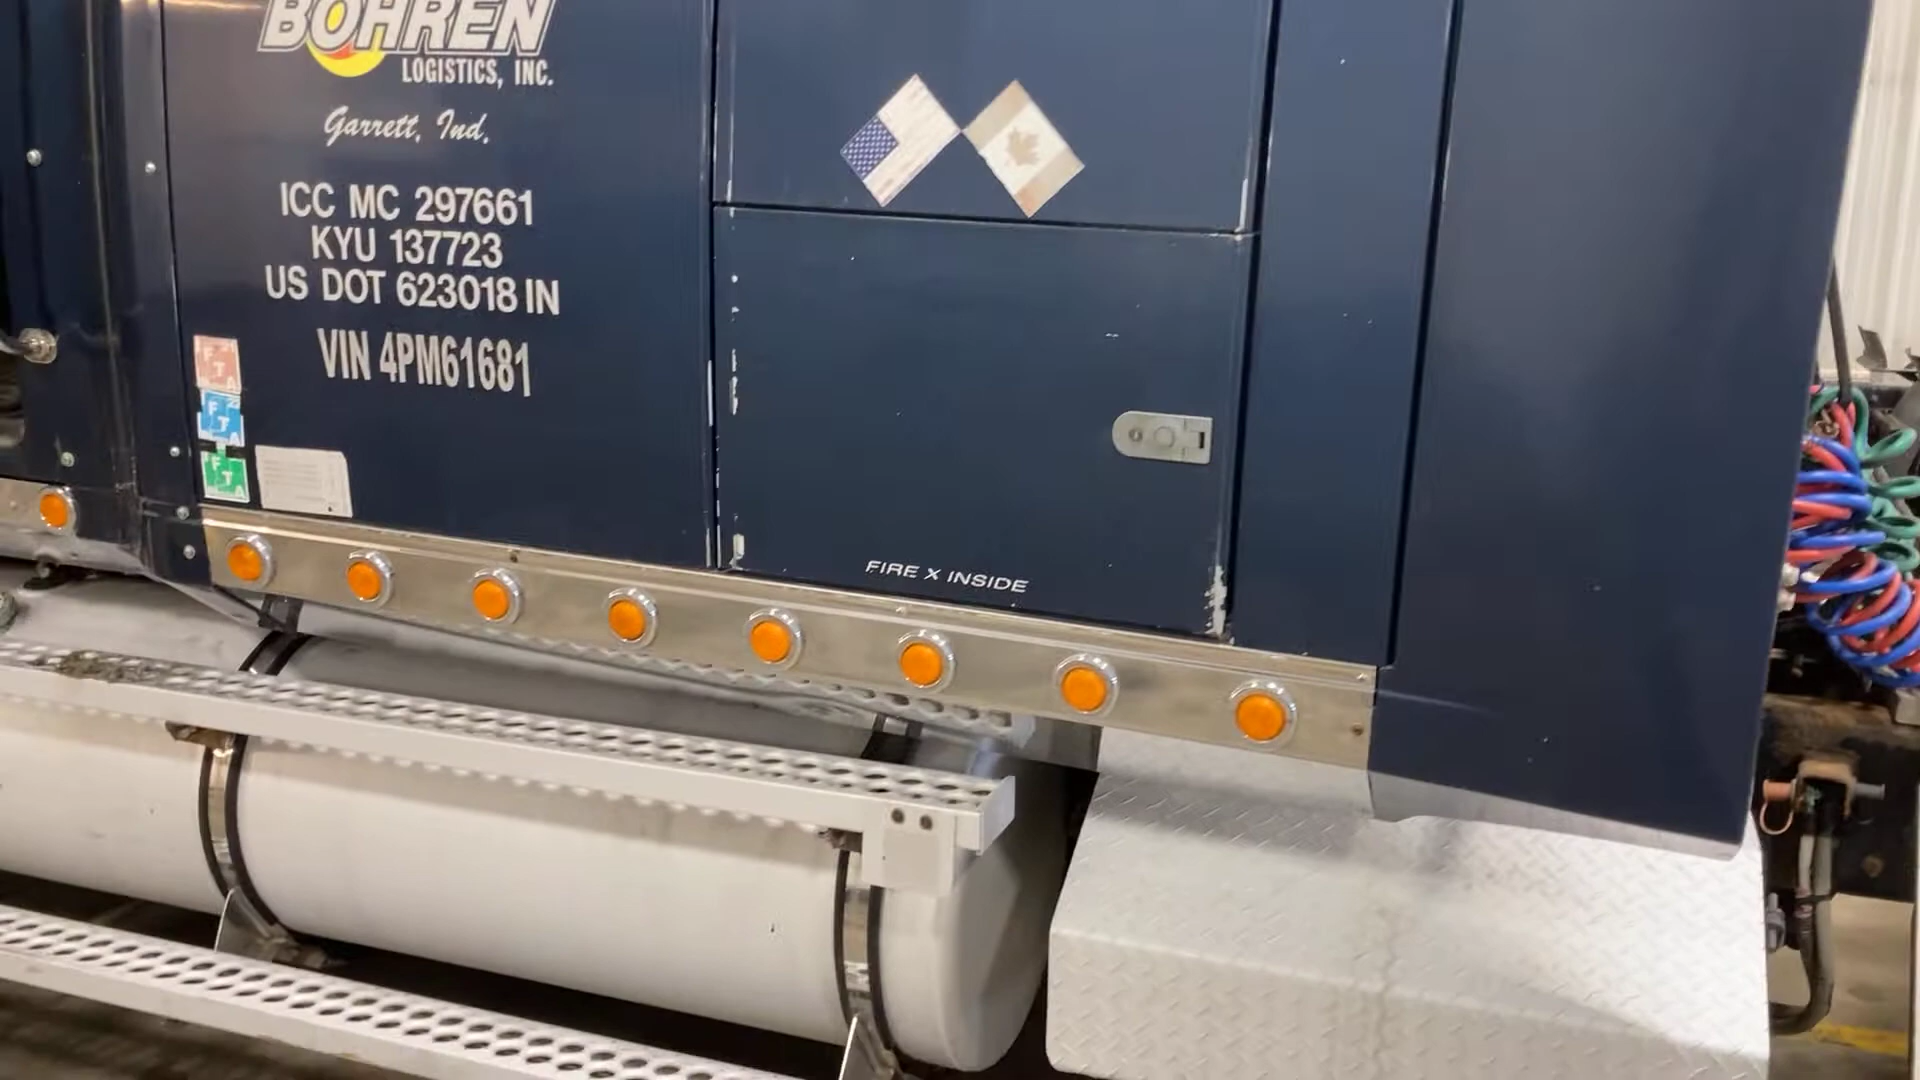 BOHREN
LOGISTICS, INC.
Garrett, Ind.
ICC MC 297661
KYU 137723
US DOT 623018 IN
VIN 4PM61681
F
T
A
F
T
A
F
T
A
FIRE X INSIDE